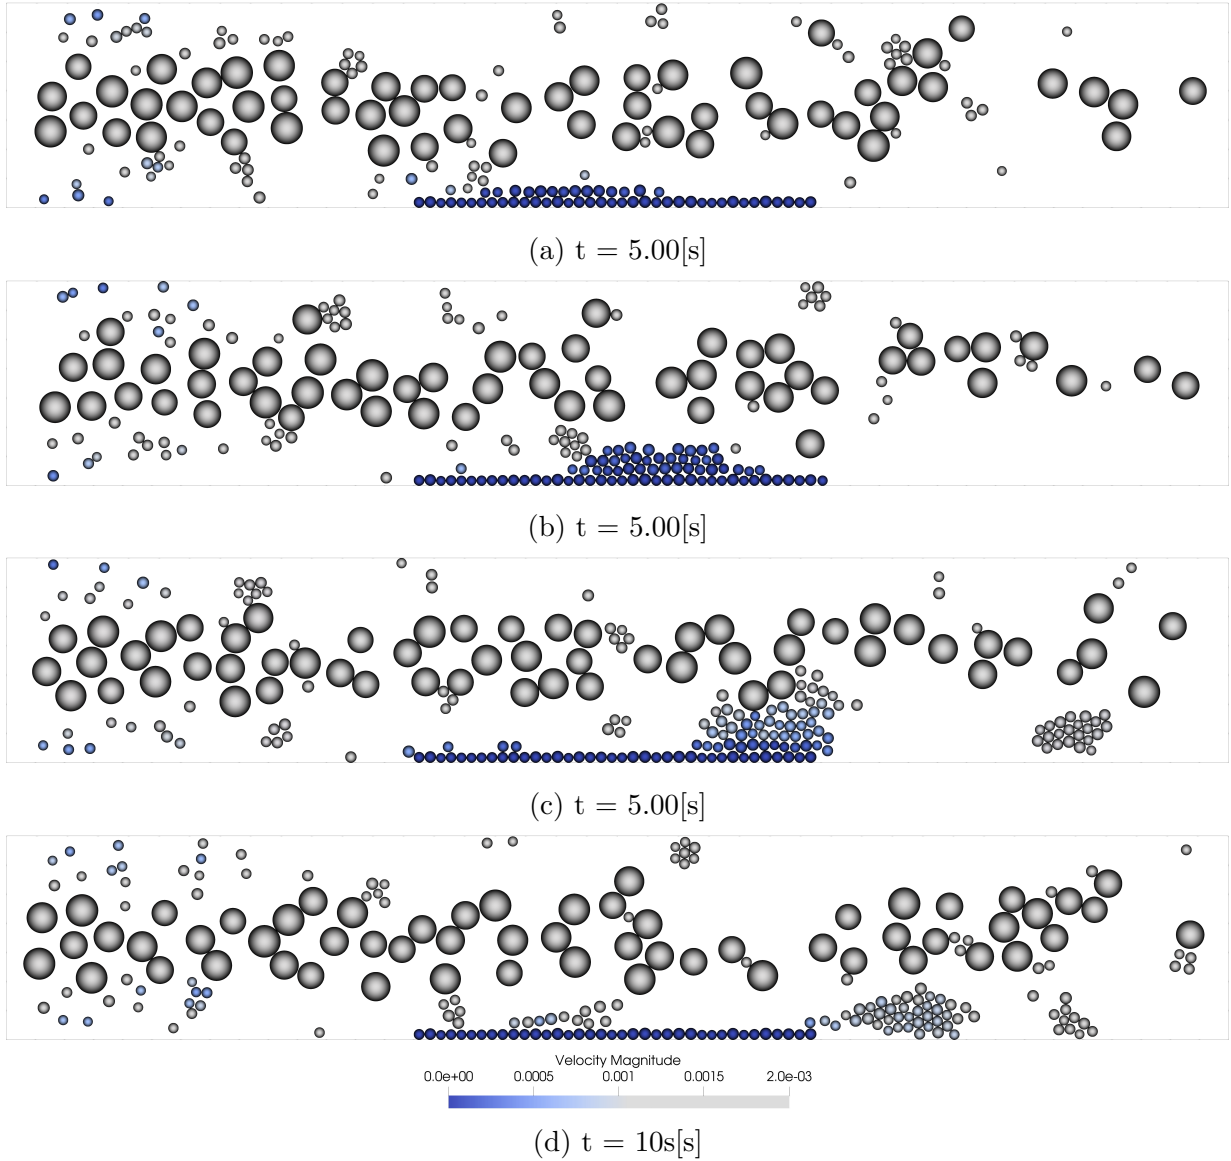 (a) t = 5.00[s]
(b) t = 5.00[s]
(c) t = 5.00[s]
Velocity Magnitude
0.0e+00 0.0005 0.001 0.0015 2.0e-03
(d) t = 10s[s]